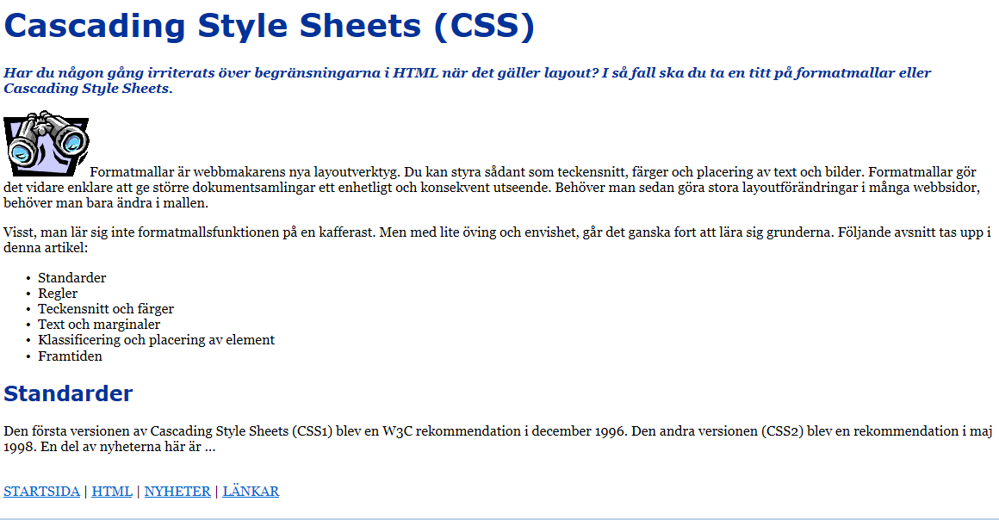 Cascading Style Sheets (CSS)
Har du någon gång irriterats över begränsningarna i HTML när det gäller layout? I så fall ska du ta en titt på formatmallar eller
Cascading Style Sheets.
Formatmallar är webbmakarens nya layoutverktyg. Du kan styra sådant som teckensnitt, färger och placering av text och bilder. Formatmallar gör
det vidare enklare att ge större dokumentsamlingar ett enhetligt och konsekvent utseende. Behöver man sedan göra stora layoutförändringar i många webbsidor,
behöver man bara ändra i mallen.
Visst, man lär sig inte formatmallsfunktionen på en kafferast. Men med lite öving och envishet, går det ganska fort att lära sig grunderna. Följande avsnitt tas upp i
denna artikel:
• Standarder
• Regler
• Teckensnitt och färger
• Text och marginaler
• Klassificering och placering av element
• Framtiden
Standarder
Den första versionen av Cascading Style Sheets (CSS1) blev en W3C rekommendation i december 1996. Den andra versionen (CSS2) blev en rekommendation i maj
1998. En del av nyheterna här är ...
STARTSIDA | HTML | NYHETER | LÄNKAR